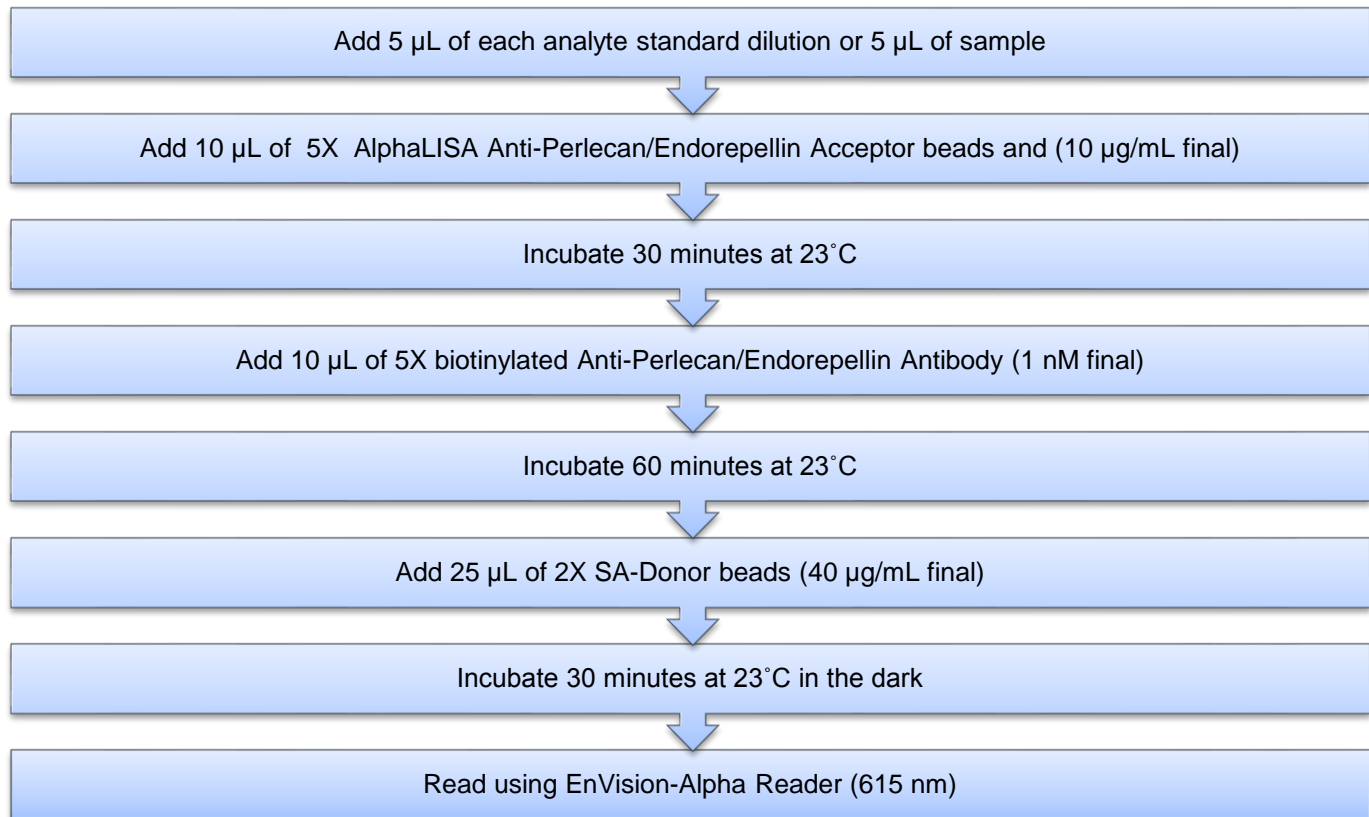 Add 5 µL of each analyte standard dilution or 5 µL of sample
Add 10 µL of 5X AlphaLISA Anti-Perlecan/Endorepellin Acceptor beads and (10 µg/mL final)
Incubate 30 minutes at 23˚C
Add 10 µL of 5X biotinylated Anti-Perlecan/Endorepellin Antibody (1 nM final)
Incubate 60 minutes at 23˚C
Add 25 µL of 2X SA-Donor beads (40 µg/mL final)
Incubate 30 minutes at 23˚C in the dark
Read using EnVision-Alpha Reader (615 nm)